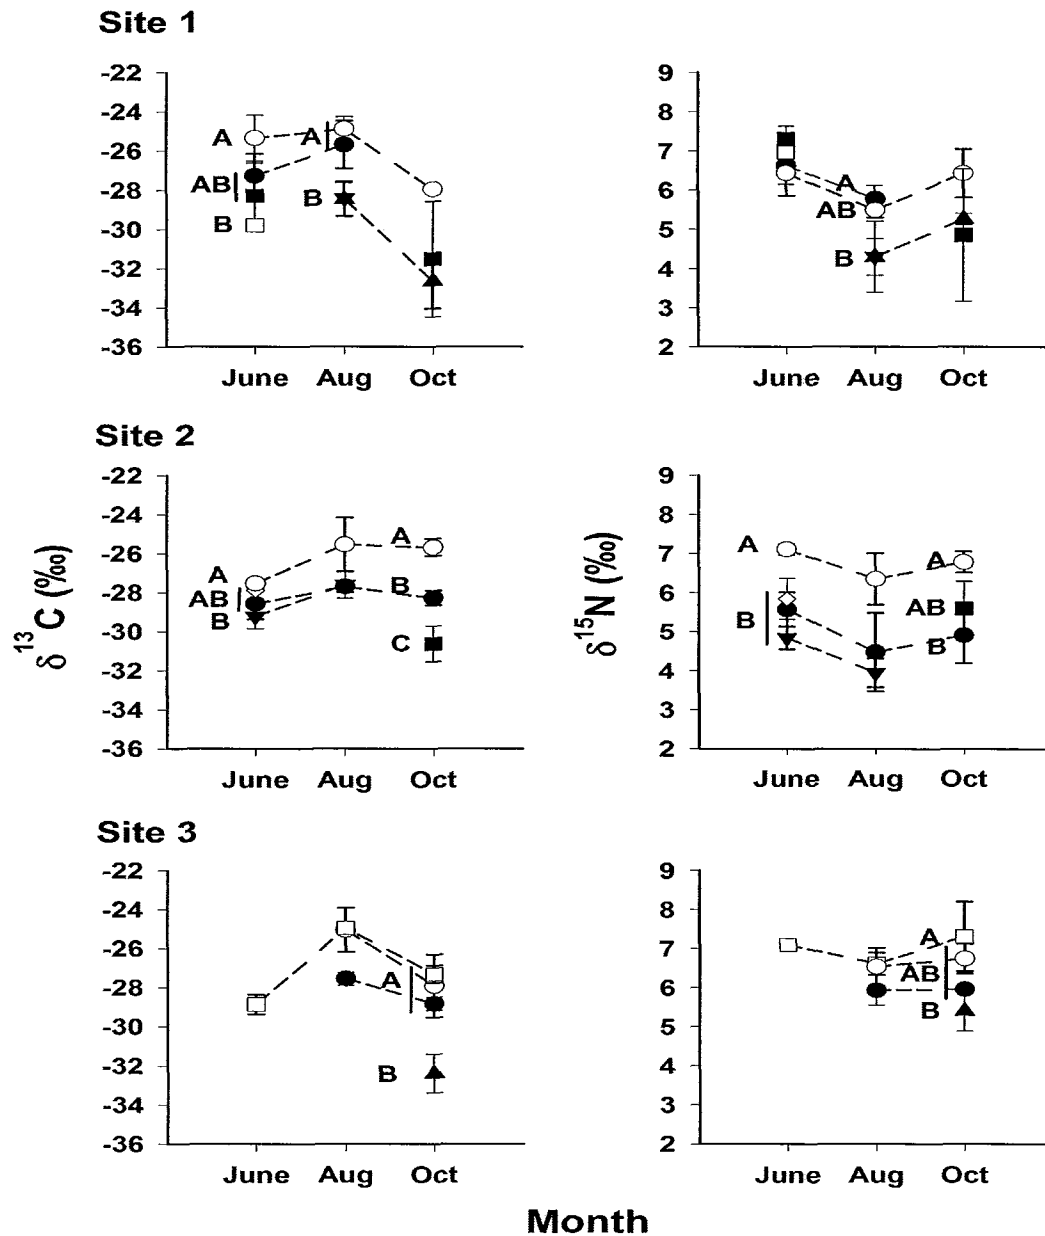 Site 1
-22
-24
-26
-28
-30
-32
-34
-36
A
AB
B
A
B
June Aug Oct
9
8
7
6
5
4
3
2
A
AB
B
June Aug Oct
Site 2
δ13 C (‰)
-22
-24
-26
-28
-30
-32
-34
-36
A
AB
B
A
B
C
June Aug Oct
δ15N (‰)
9
8
7
6
5
4
3
2
A
B
A
AB
B
June Aug Oct
Site 3
-22
-24
-26
-28
-30
-32
-34
-36
A
B
June Aug Oct
9
8
7
6
5
4
3
2
A
AB
B
June Aug Oct
Month